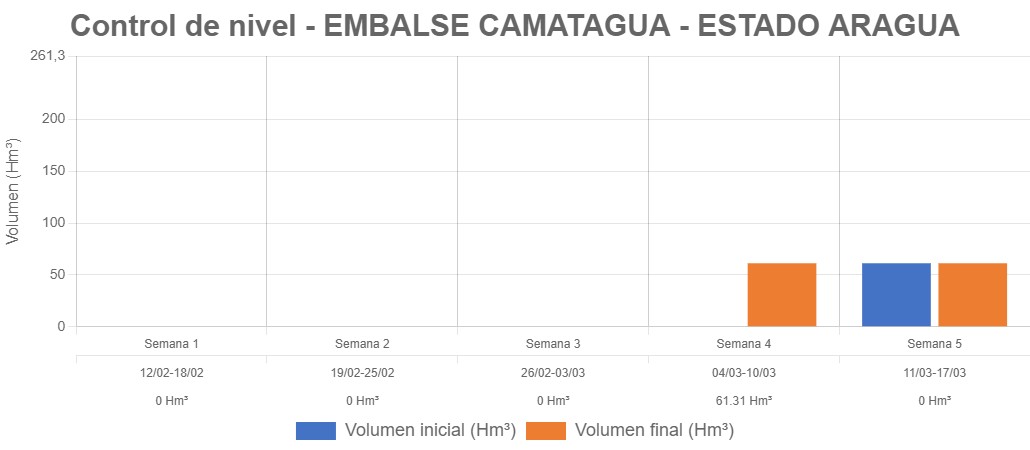 Control de nivel - EMBALSE CAMATAGUA - ESTADO ARAGUA
261,3
200
150
100
50
0
Volumen (Hm³)
Semana 1 Semana 2 Semana 3 Semana 4 Semana 5
12/02-18/02 19/02-25/02 26/02-03/03 04/03-10/03 11/03-17/03
0 Hm³ 0 Hm³ 0 Hm³ 61.31 Hm³ 0 Hm³
Volumen inicial (Hm³) Volumen final (Hm³)